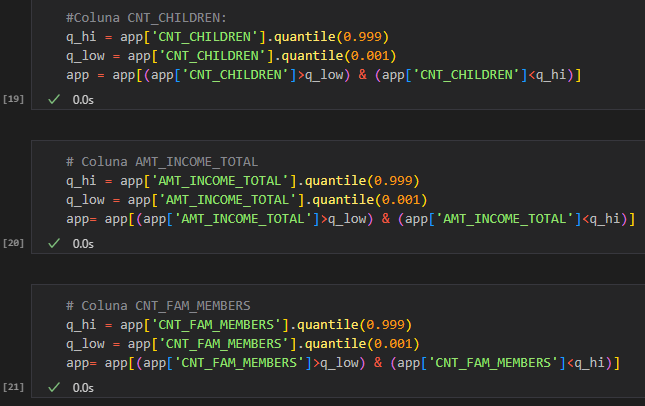 #Coluna CNT_CHILDREN:
q_hi = app['CNT_CHILDREN'].quantile(0.999)
q_low = app['CNT_CHILDREN'].quantile(0.001)
app = app[(app['CNT_CHILDREN']>q_low) & (app['CNT_CHILDREN']<q_hi)]
[19] ✓ 0.0s
# Coluna AMT_INCOME_TOTAL
q_hi = app['AMT_INCOME_TOTAL'].quantile(0.999)
q_low = app['AMT_INCOME_TOTAL'].quantile(0.001)
app= app[(app['AMT_INCOME_TOTAL']>q_low) & (app['AMT_INCOME_TOTAL']<q_hi)]
[20] ✓ 0.0s
# Coluna CNT_FAM_MEMBERS
q_hi = app['CNT_FAM_MEMBERS'].quantile(0.999)
q_low = app['CNT_FAM_MEMBERS'].quantile(0.001)
app= app[(app['CNT_FAM_MEMBERS']>q_low) & (app['CNT_FAM_MEMBERS']<q_hi)]
[21] ✓ 0.0s